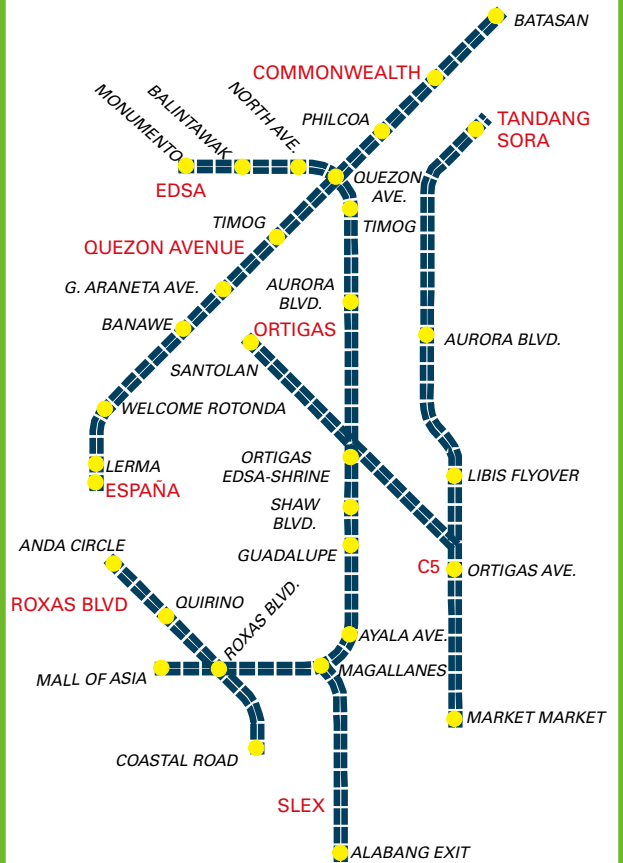 BATASAN
COMMONWEALTH
MONUMENTO
BALINTAWAK
NORTH AVE.
PHILCOA
TANDANG
SORA
EDSA
QUEZON
AVE.
TIMOG
TIMOG
QUEZON AVENUE
G. ARANETA AVE.
AURORA
BLVD.
BANAWE
ORTIGAS
AURORA BLVD.
SANTOLAN
WELCOME ROTONDA
LERMA
ESPAÑA
ORTIGAS
EDSA-SHRINE
LIBIS FLYOVER
SHAW
BLVD.
ANDA CIRCLE
GUADALUPE
C5
ORTIGAS AVE.
ROXAS BLVD
QUIRINO
ROXAS BLVD.
AYALA AVE.
MALL OF ASIA
MAGALLANES
MARKET MARKET
COASTAL ROAD
SLEX
ALABANG EXIT